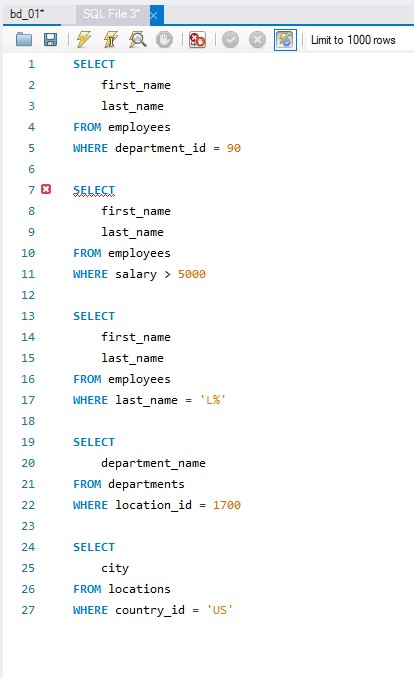 bd_01* SQL File 3*
Limit to 1000 rows
1 SELECT
2 first_name
3 last_name
4 FROM employees
5 WHERE department_id = 90
6
7 SELECT
8 first_name
9 last_name
10 FROM employees
11 WHERE salary > 5000
12
13 SELECT
14 first_name
15 last_name
16 FROM employees
17 WHERE last_name = 'L%'
18
19 SELECT
20 department_name
21 FROM departments
22 WHERE location_id = 1700
23
24 SELECT
25 city
26 FROM locations
27 WHERE country_id = 'US'